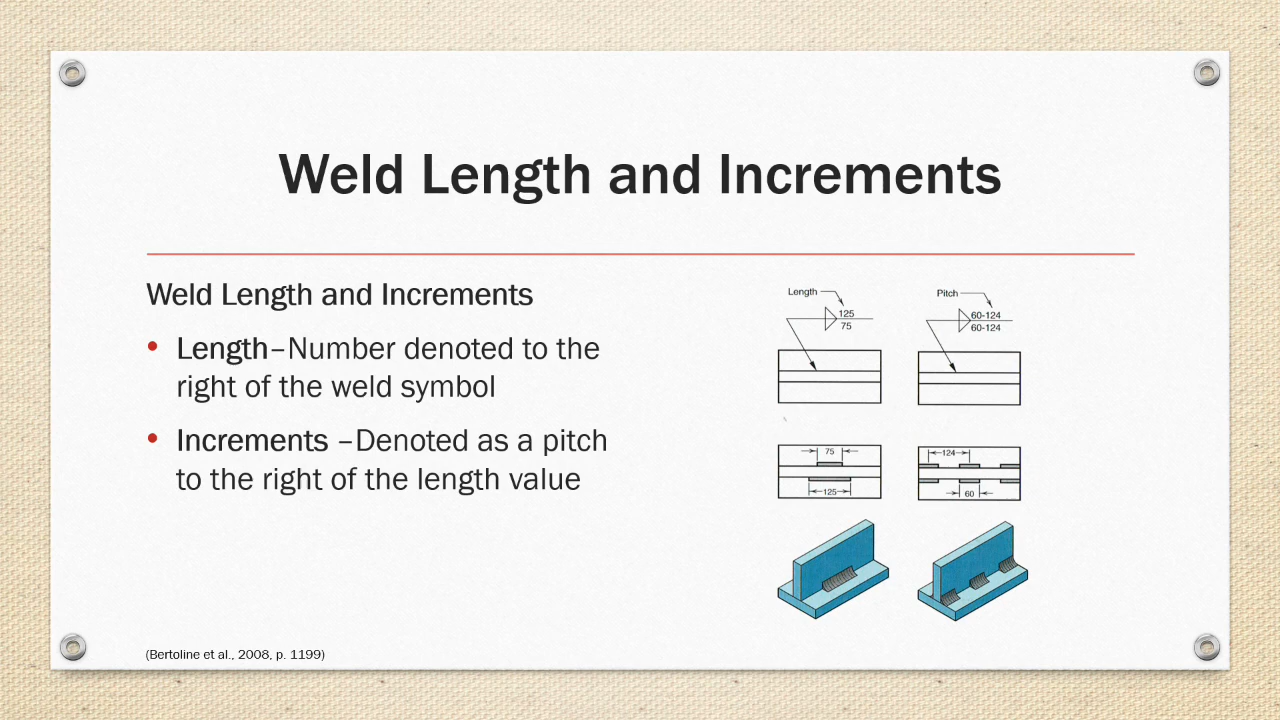 Weld Length and Increments
Weld Length and Increments
• Length–Number denoted to the
right of the weld symbol
• Increments –Denoted as a pitch
to the right of the length value
Length
125
75
Pitch
60-124
60-124
75
125
124
60
(Bertoline et al., 2008, p. 1199)